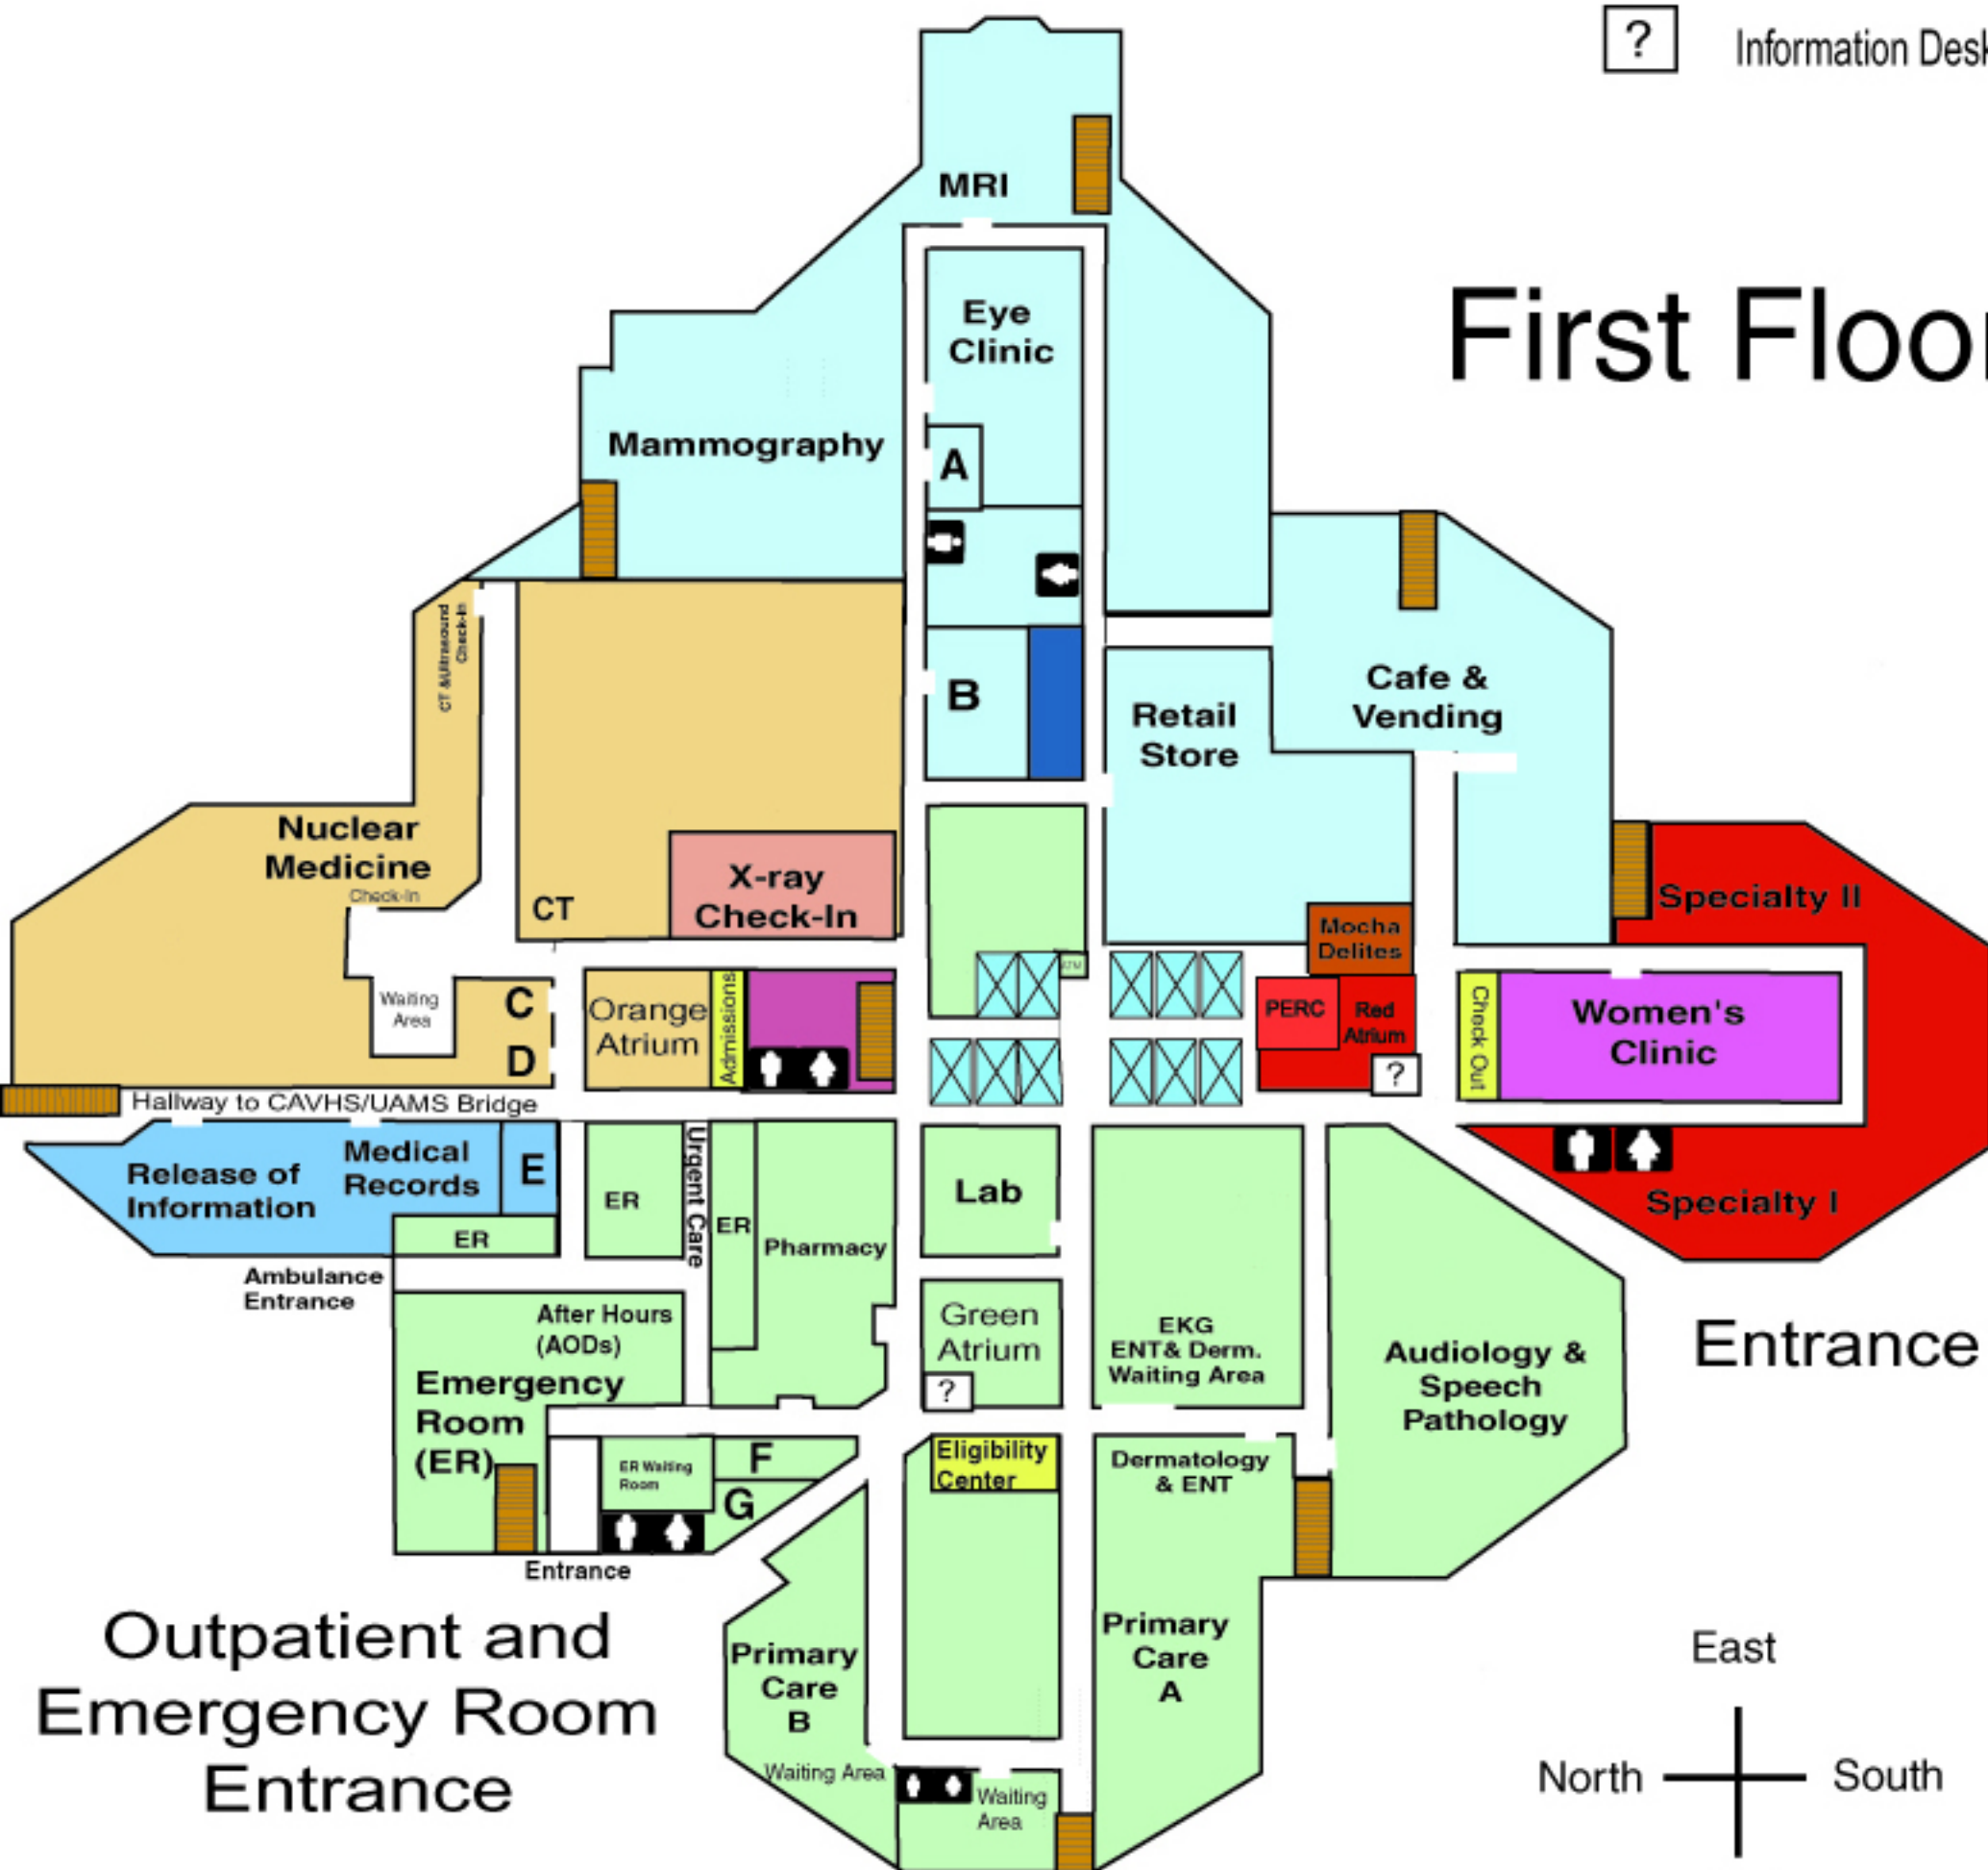 ?
Information Desk
First Floor
MRI
Eye
Clinic
Mammography
A
CT &Ultrasound
Check-In
B
Retail
Store
Cafe &
Vending
Nuclear
Medicine
Check-In
CT
X-ray
Check-In
Specialty II
Mocha
Delites
ATM
Waiting
Area
C
D
Orange
Atrium
Admissions
PERC
Red
Atrium
?
Check Out
Women's
Clinic
Hallway to CAVHS/UAMS Bridge
Release of
Information
Medical
Records
E
ER
ER
Urgent Care
ER
Pharmacy
Lab
Specialty I
Ambulance
Entrance
After Hours
(AODs)
Emergency
Room
(ER)
Green
Atrium
?
EKG
ENT& Derm.
Waiting Area
Audiology &
Speech
Pathology
Entrance
ER Waiting
Room
F
G
Eligibility
Center
Dermatology
& ENT
Entrance
Outpatient and
Emergency Room
Entrance
Primary
Care
B
Waiting Area
Waiting
Area
Primary
Care
A
East
North
South